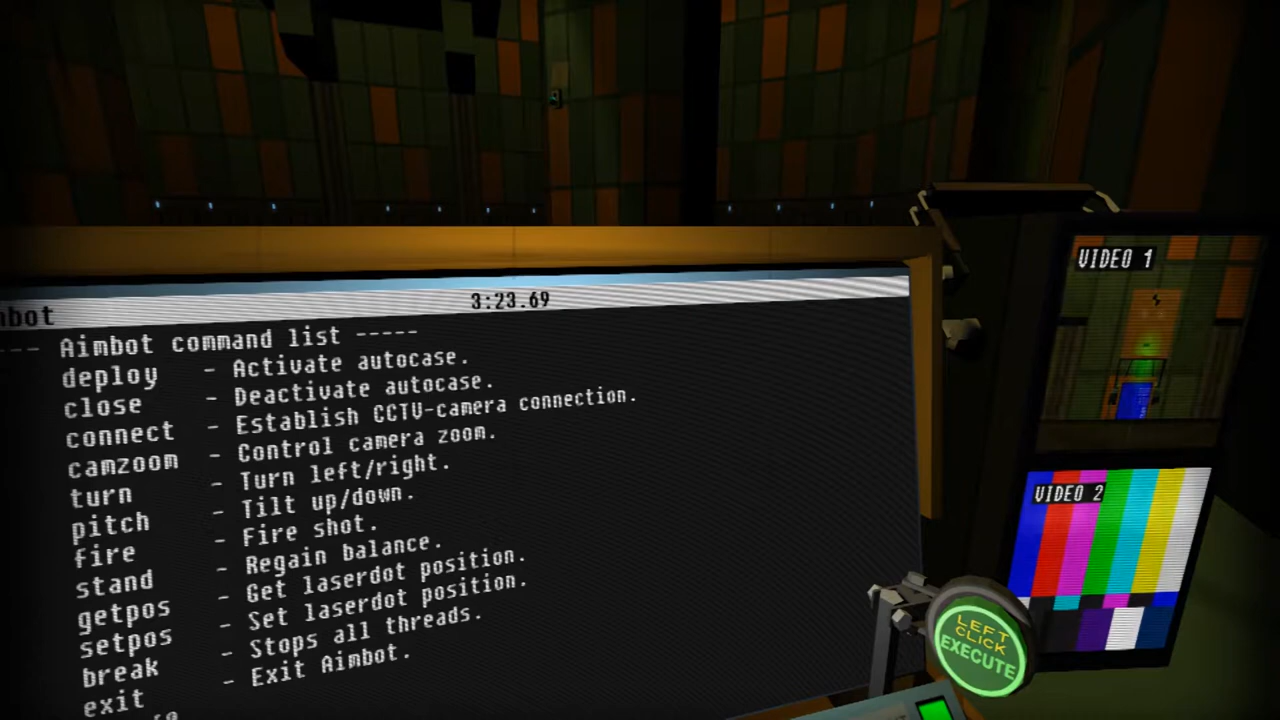 3:23.69
Aimbot command list -----
deploy - Activate autocase.
close - Deactivate autocase.
connect - Establish CCTV-camera connection.
camzoom - Control camera zoom.
turn - Turn left/right.
pitch - Tilt up/down.
fire - Fire shot.
stand - Regain balance.
getpos - Get laserdot position.
setpos - Set laserdot position.
break - Stops all threads.
exit - Exit Aimbot.
VIDEO 1
VIDEO 2
LEFT
CLICK
EXECUTE